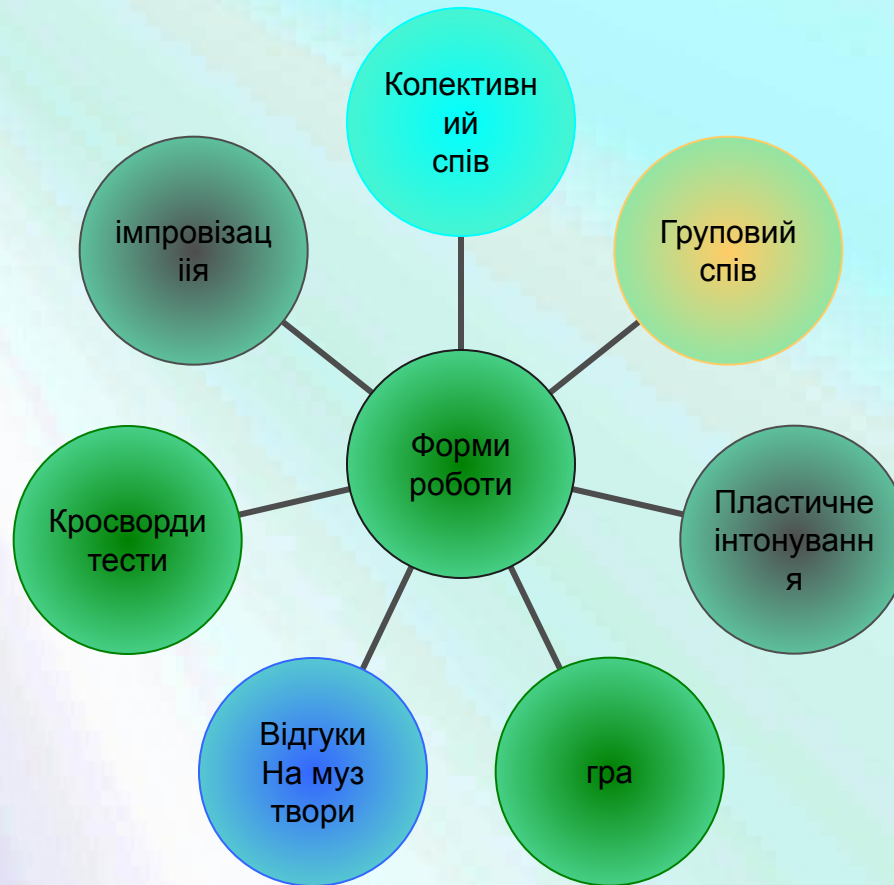 Колективн
ий
спів
імпровізац
іія
Груповий
спів
Форми
роботи
Кросворди
тести
Пластичне
інтонуванн
я
Відгуки
На муз
твори
гра